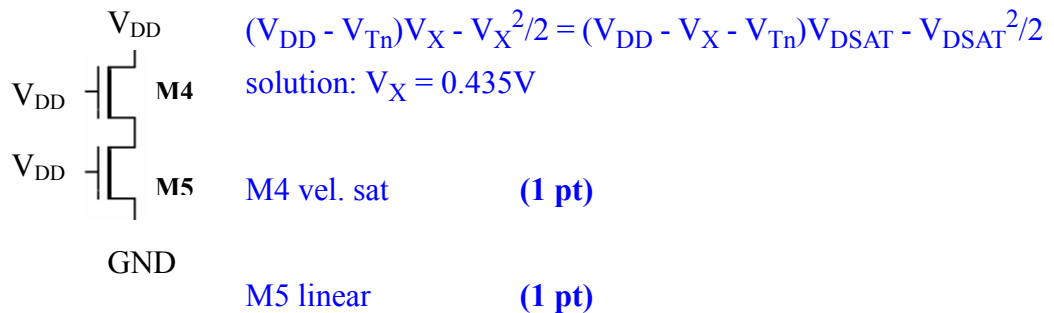 V_DD
(V_DD - V_Tn)V_X - V_X^2/2 = (V_DD - V_X - V_Tn)V_DSAT - V_DSAT^2/2
V_DD M4
solution: V_X = 0.435V
V_DD
M5
M4 vel. sat (1 pt)
GND
M5 linear (1 pt)